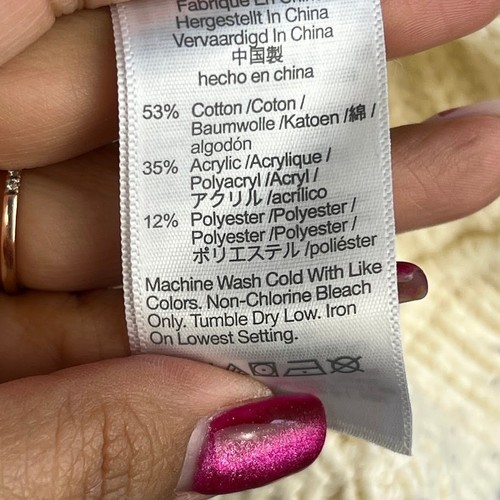 Fabriqué En Chine
Hergestellt In China
Vervaardigd In China
中国製
hecho en china
53% Cotton /Coton /
Baumwolle /Katoen /綿 /
algodón
35% Acrylic /Acrylique /
Polyacryl /Acryl /
アクリル /acrílico
12% Polyester /Polyester /
Polyester /Polyester /
ポリエステル /poliéster
Machine Wash Cold With Like
Colors. Non-Chlorine Bleach
Only. Tumble Dry Low. Iron
On Lowest Setting.